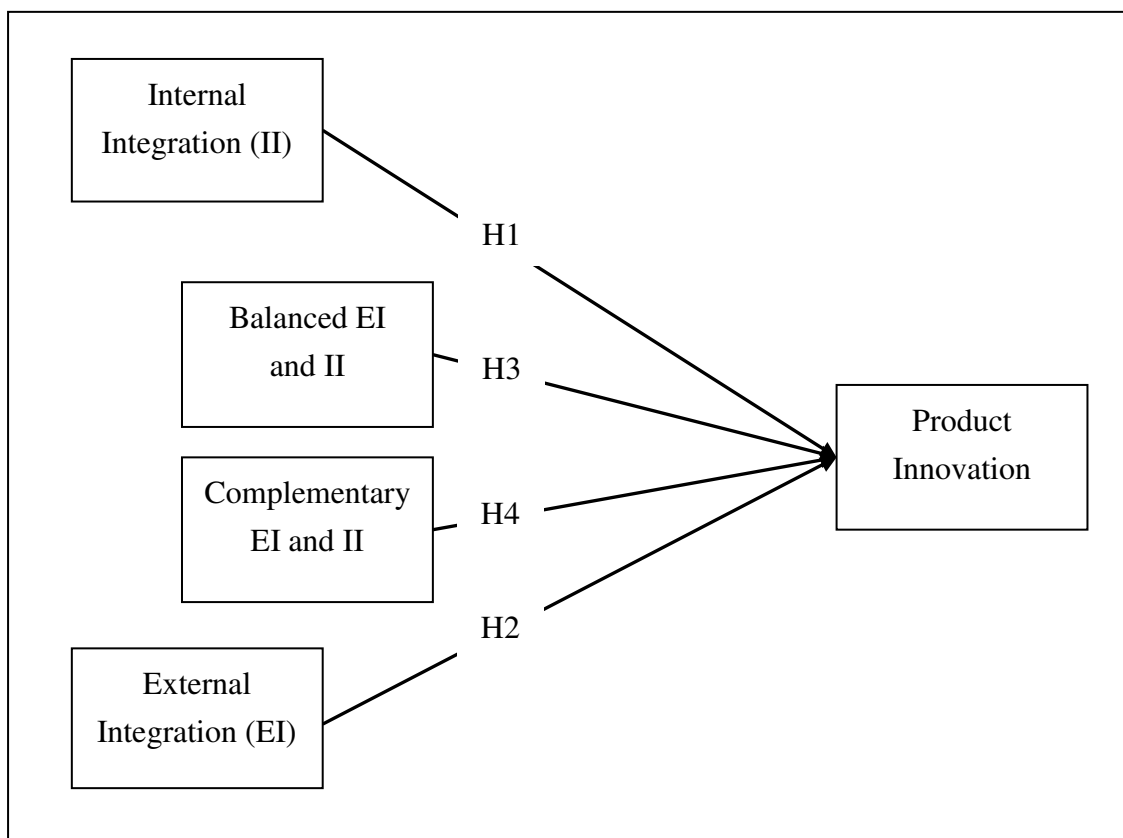 Internal
Integration (II)
H1
Balanced EI
and II
H3
Product
Innovation
Complementary
EI and II
H4
H2
External
Integration (EI)